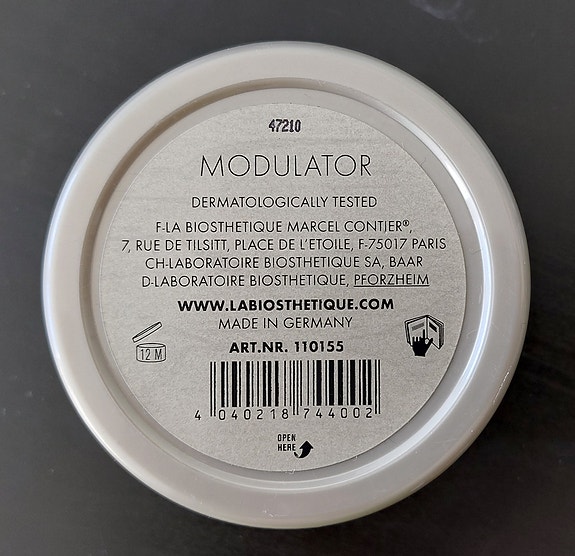 47210
MODULATOR
DERMATOLOGICALLY TESTED
F-LA BIOSTHETIQUE MARCEL CONTIER®,
7, RUE DE TILSITT, PLACE DE L'ETOILE, F-75017 PARIS
CH-LABORATOIRE BIOSTHETIQUE SA, BAAR
D-LABORATOIRE BIOSTHETIQUE, PFORZHEIM
WWW.LABIOSTHETIQUE.COM
MADE IN GERMANY
12 M
ART.NR. 110155
4 040218 744002
OPEN
HERE